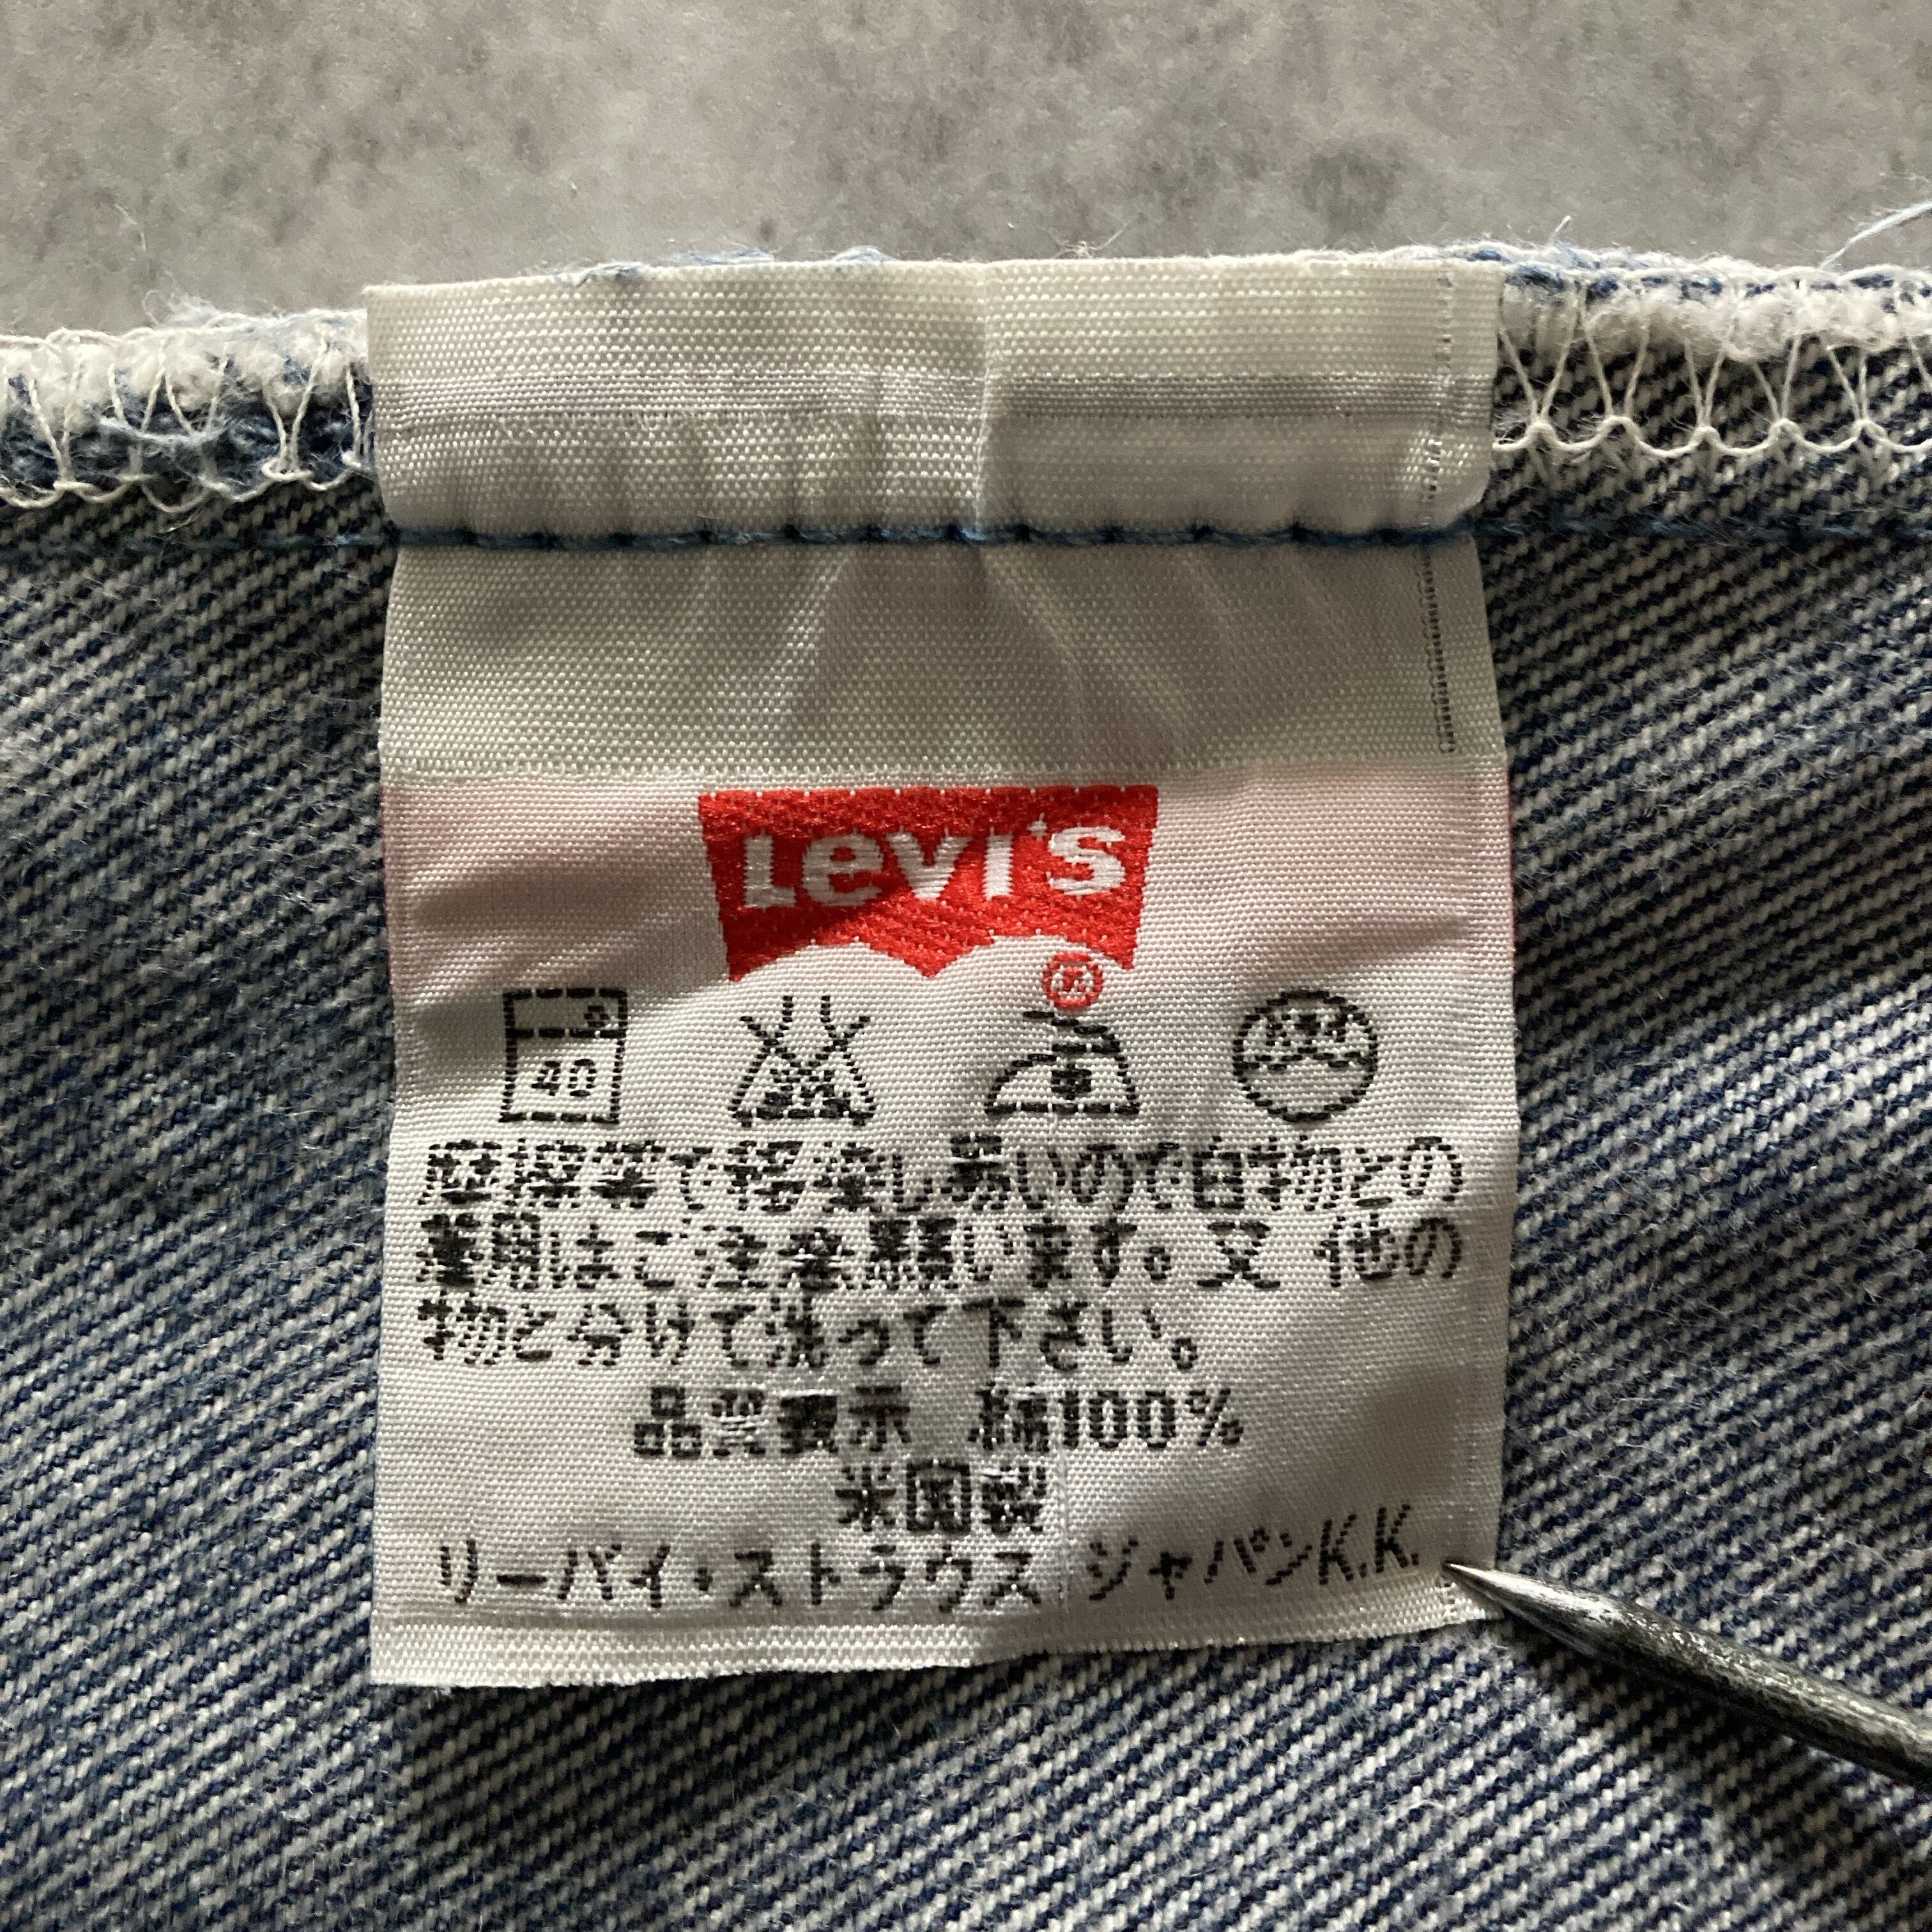 Levi's
®
40
摩擦等で移染し易いので白物との
着用はご注意願います。又 他の
物と分けて洗って下さい。
品質表示 綿100%
米国製
リーバイ・ストラウス ジャパンK.K.